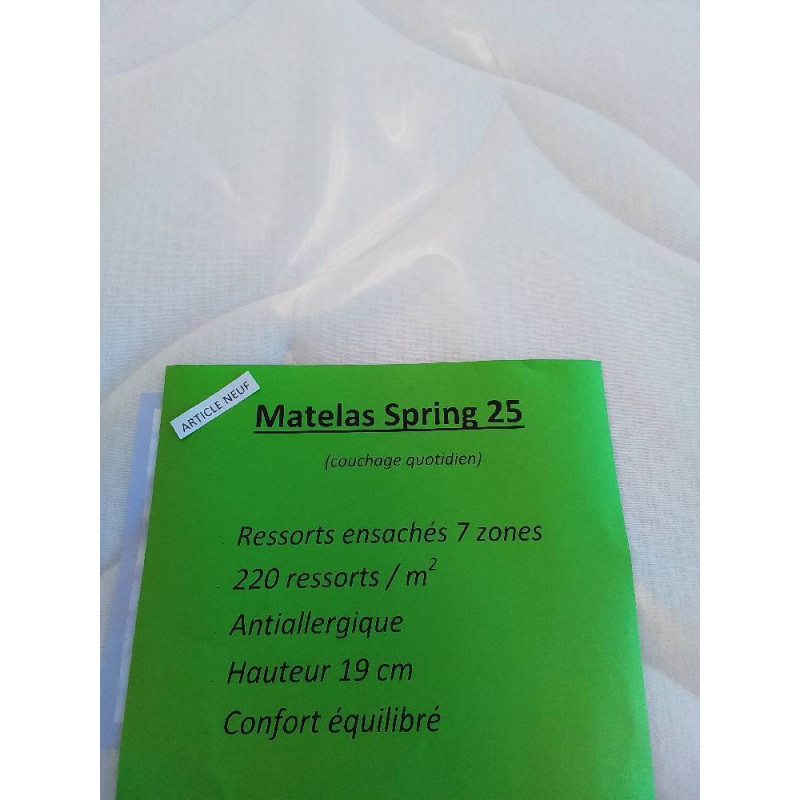 ARTICLE NEUF
Matelas Spring 25
(couchage quotidien)
Ressorts ensachés 7 zones
220 ressorts / m²
Antiallergique
Hauteur 19 cm
Confort équilibré